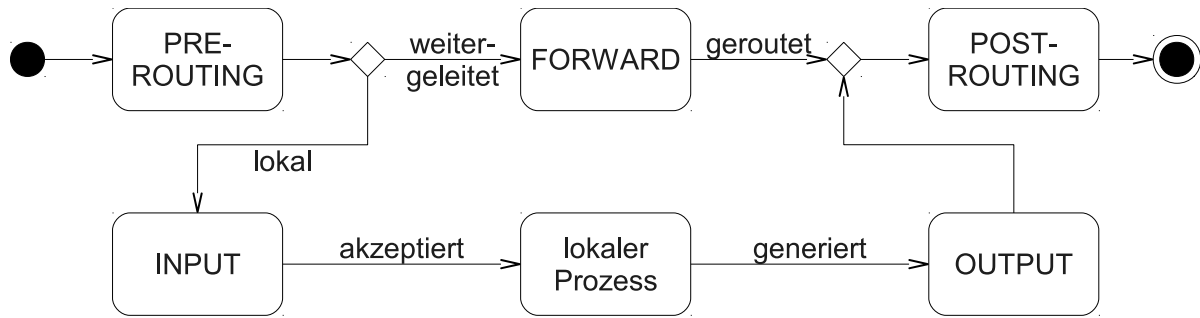 PRE-
ROUTING
weiter-
geleitet
FORWARD
geroutet
POST-
ROUTING
lokal
INPUT
akzeptiert
lokaler
Prozess
generiert
OUTPUT